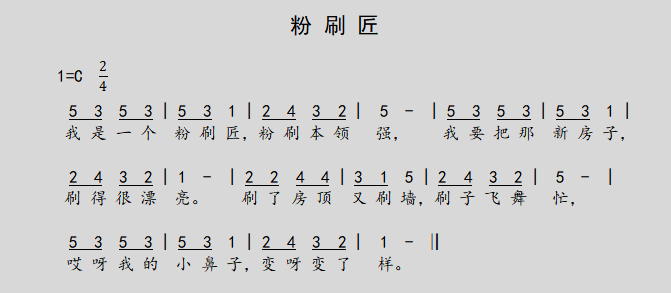 粉刷匠
1=C 2/4
5 3 5 3 | 5 3 1 | 2 4 3 2 | 5 - | 5 3 5 3 | 5 3 1 |
我是一个 粉刷匠，粉刷本领 强， 我要把那 新房子，
2 4 3 2 | 1 - | 2 2 4 4 | 3 1 5 | 2 4 3 2 | 5 - |
刷得很漂 亮。 刷了房顶 又刷墙，刷子飞舞 忙，
5 3 5 3 | 5 3 1 | 2 4 3 2 | 1 - ||
哎呀我的 小鼻子，变呀变了 样。